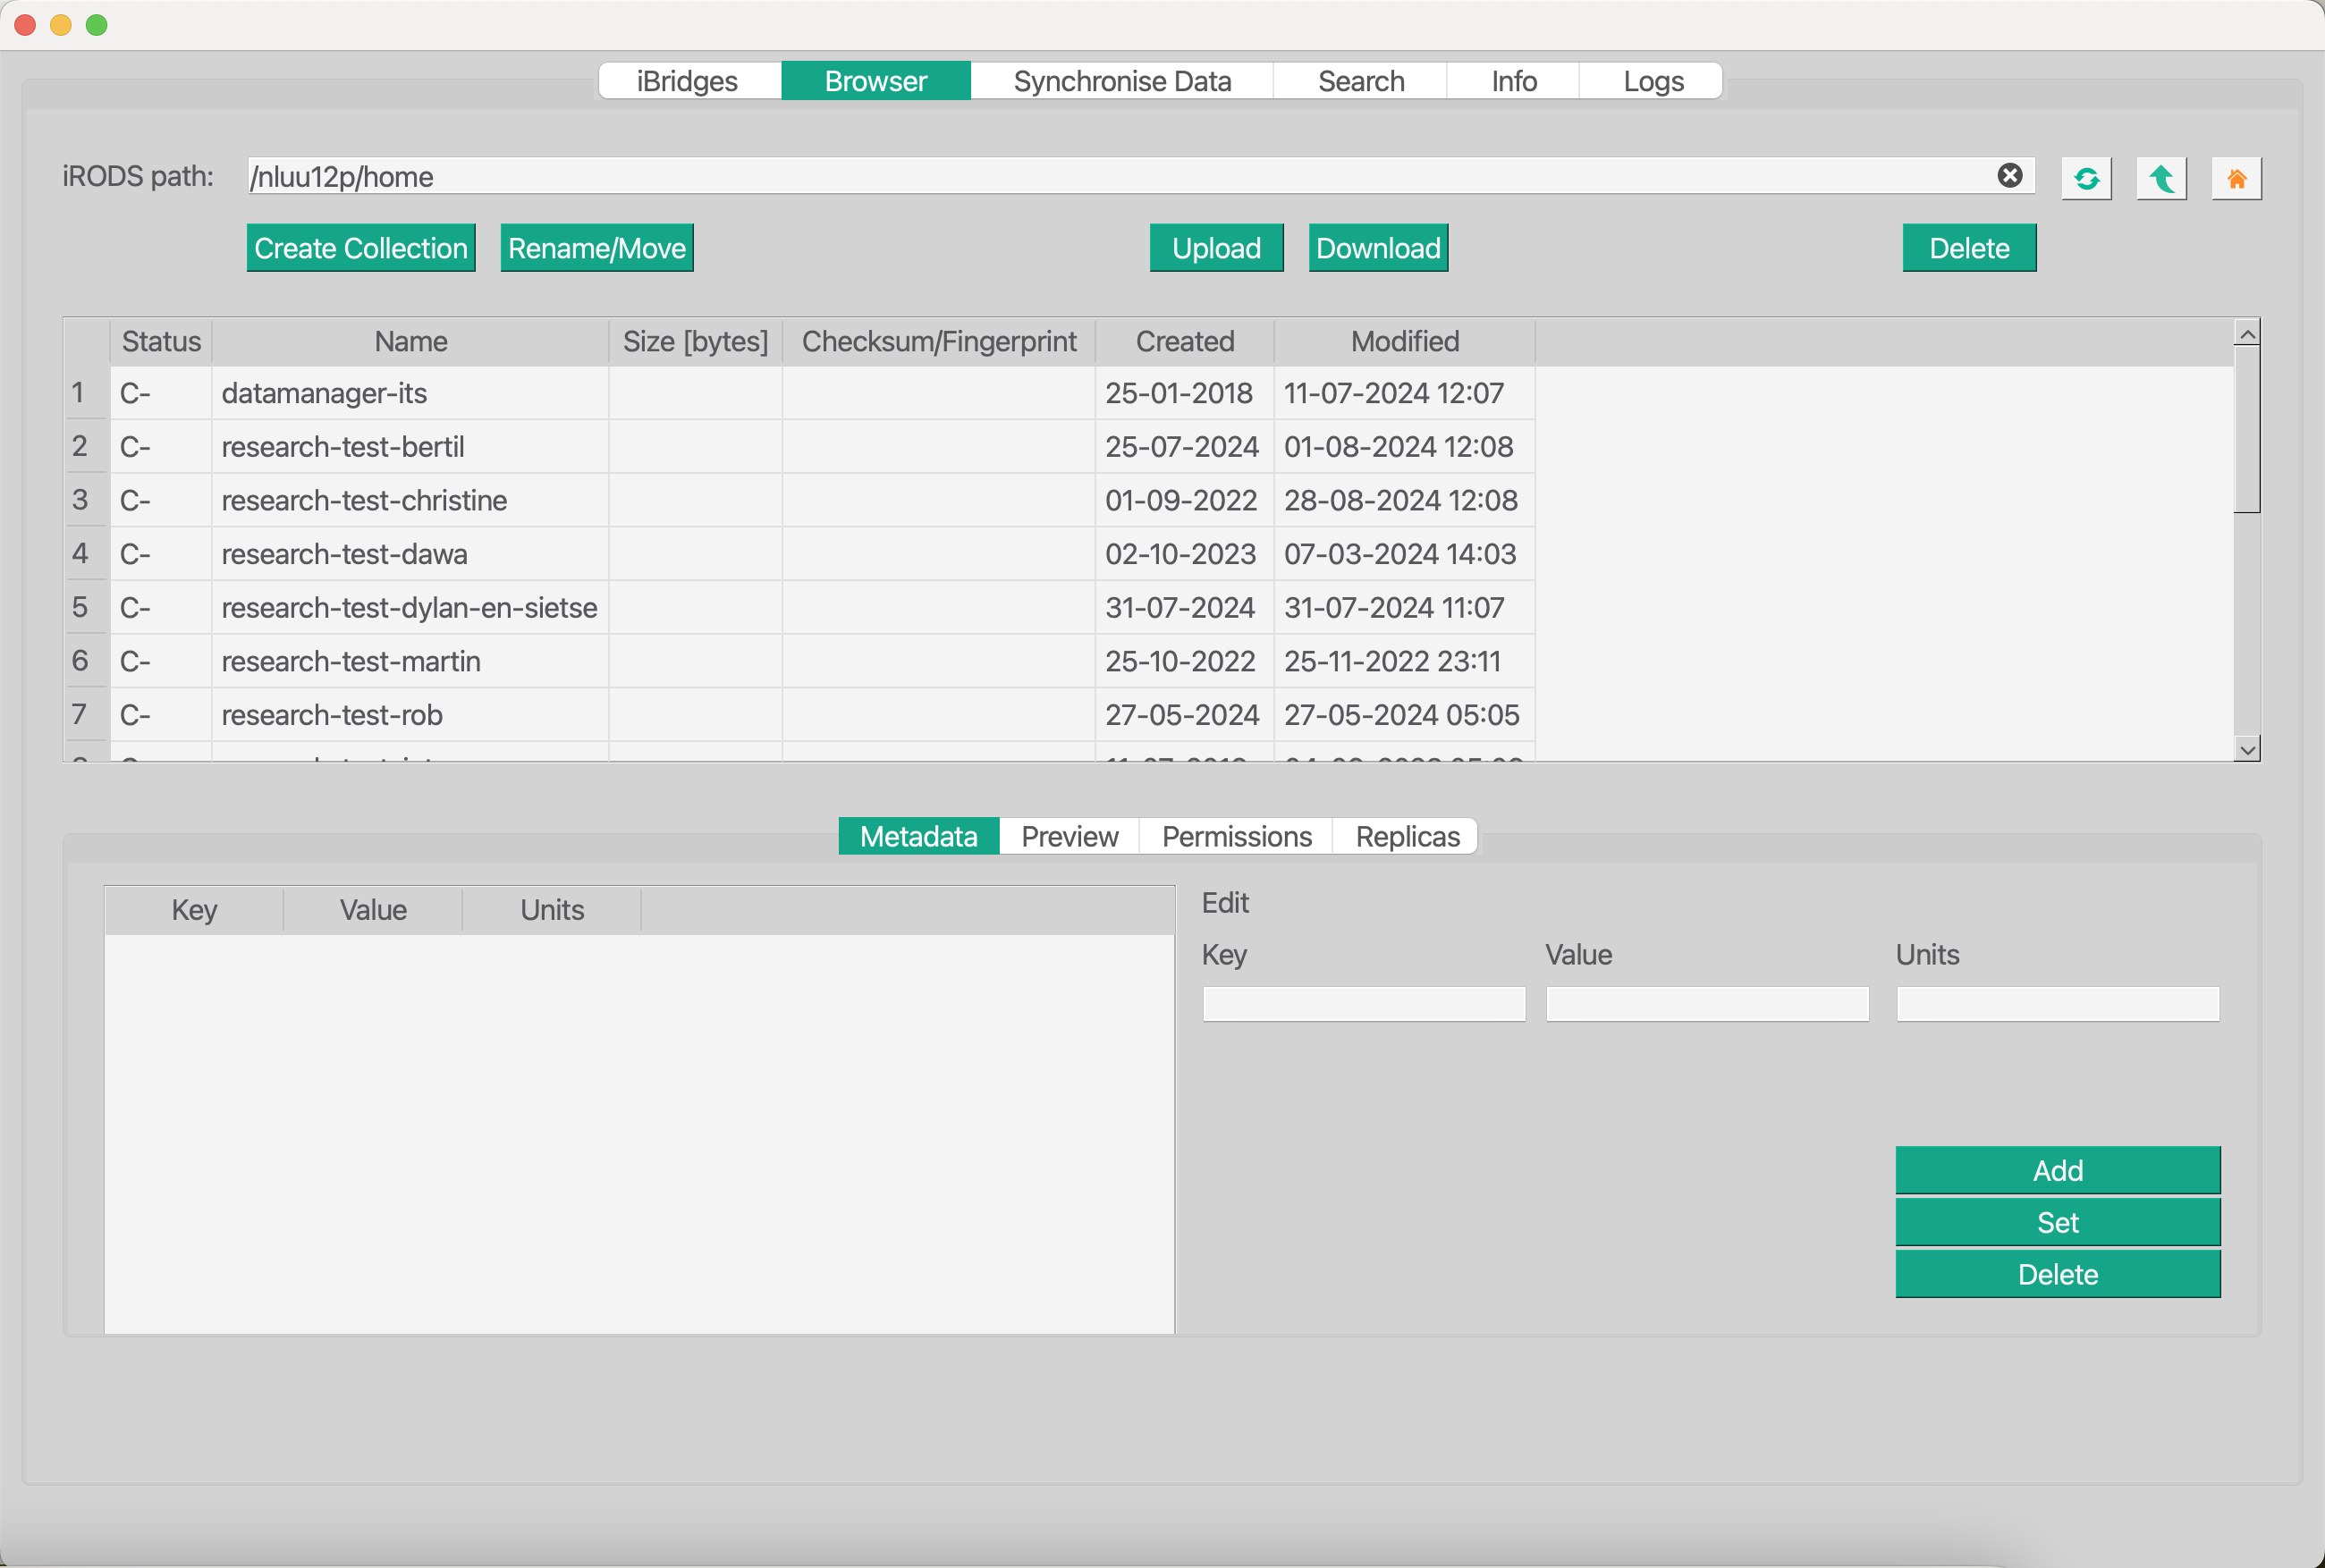 iBridges Browser Synchronise Data Search Info Logs
iRODS path: /nluu12p/home
Create Collection Rename/Move Upload Download Delete
Status Name Size [bytes] Checksum/Fingerprint Created Modified
1 C- datamanager-its 25-01-2018 11-07-2024 12:07
2 C- research-test-bertil 25-07-2024 01-08-2024 12:08
3 C- research-test-christine 01-09-2022 28-08-2024 12:08
4 C- research-test-dawa 02-10-2023 07-03-2024 14:03
5 C- research-test-dylan-en-sietse 31-07-2024 31-07-2024 11:07
6 C- research-test-martin 25-10-2022 25-11-2022 23:11
7 C- research-test-rob 27-05-2024 27-05-2024 05:05
Metadata Preview Permissions Replicas
Key Value Units
Edit
Key Value Units
Add
Set
Delete